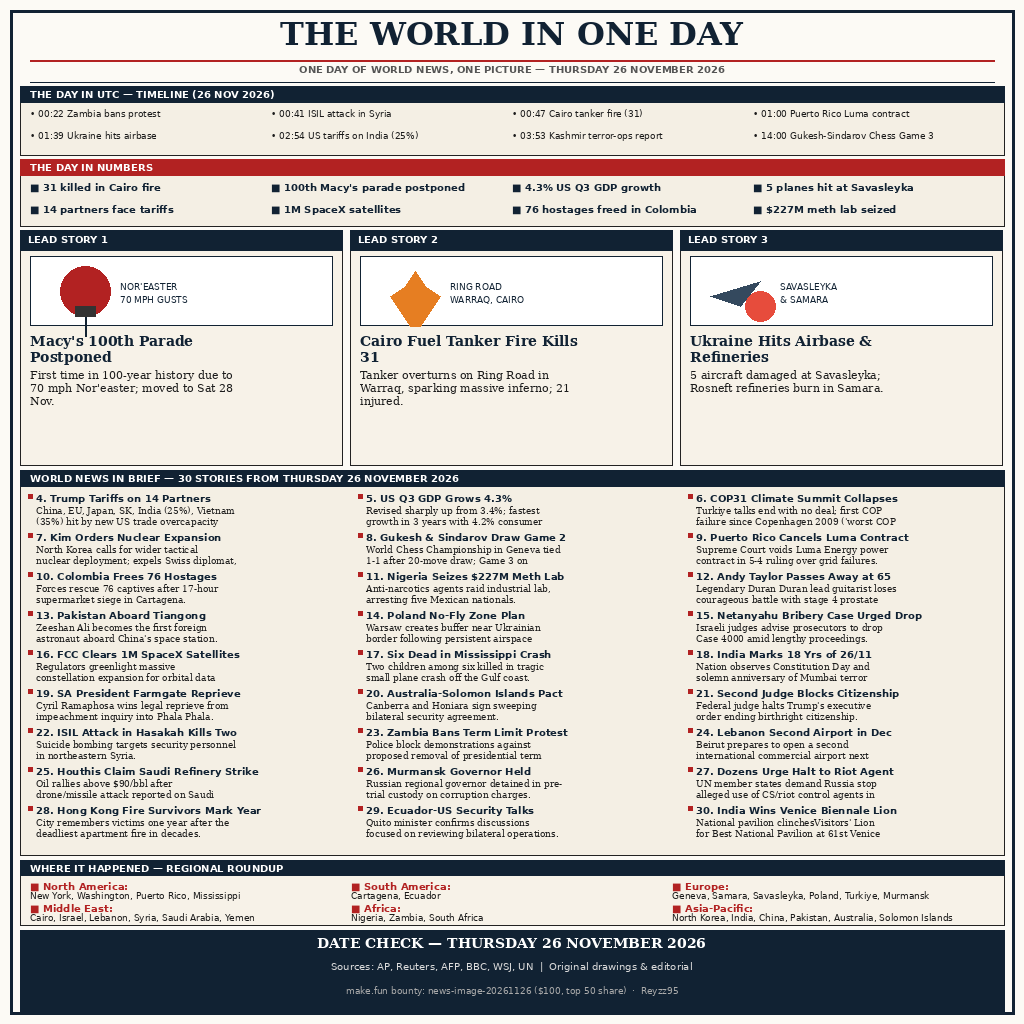 THE WORLD IN ONE DAY
ONE DAY OF WORLD NEWS, ONE PICTURE — THURSDAY 26 NOVEMBER 2026
THE DAY IN UTC — TIMELINE (26 NOV 2026)
• 00:22 Zambia bans protest
• 00:41 ISIL attack in Syria
• 00:47 Cairo tanker fire (31)
• 01:00 Puerto Rico Luma contract
• 01:39 Ukraine hits airbase
• 02:54 US tariffs on India (25%)
• 03:53 Kashmir terror-ops report
• 14:00 Gukesh-Sindarov Chess Game 3
THE DAY IN NUMBERS
■ 31 killed in Cairo fire
■ 100th Macy's parade postponed
■ 4.3% US Q3 GDP growth
■ 5 planes hit at Savasleyka
■ 14 partners face tariffs
■ 1M SpaceX satellites
■ 76 hostages freed in Colombia
■ $227M meth lab seized
LEAD STORY 1
NOR'EASTER
70 MPH GUSTS
Macy's 100th Parade
Postponed
First time in 100-year history due to
70 mph Nor'easter; moved to Sat 28
Nov.
LEAD STORY 2
RING ROAD
WARRAQ, CAIRO
Cairo Fuel Tanker Fire Kills
31
Tanker overturns on Ring Road in
Warraq, sparking massive inferno; 21
injured.
LEAD STORY 3
SAVASLEYKA
& SAMARA
Ukraine Hits Airbase &
Refineries
5 aircraft damaged at Savasleyka;
Rosneft refineries burn in Samara.
WORLD NEWS IN BRIEF — 30 STORIES FROM THURSDAY 26 NOVEMBER 2026
4. Trump Tariffs on 14 Partners
China, EU, Japan, SK, India (25%), Vietnam
(35%) hit by new US trade overcapacity
5. US Q3 GDP Grows 4.3%
Revised sharply up from 3.4%; fastest
growth in 3 years with 4.2% consumer
6. COP31 Climate Summit Collapses
Turkiye talks end with no deal; first COP
failure since Copenhagen 2009 ('worst COP
7. Kim Orders Nuclear Expansion
North Korea calls for wider tactical
nuclear deployment; expels Swiss diplomat,
8. Gukesh & Sindarov Draw Game 2
World Chess Championship in Geneva tied
1-1 after 20-move draw; Game 3 on
9. Puerto Rico Cancels Luma Contract
Supreme Court voids Luma Energy power
contract in 5-4 ruling over grid failures.
10. Colombia Frees 76 Hostages
Forces rescue 76 captives after 17-hour
supermarket siege in Cartagena.
11. Nigeria Seizes $227M Meth Lab
Anti-narcotics agents raid industrial lab,
arresting five Mexican nationals.
12. Andy Taylor Passes Away at 65
Legendary Duran Duran lead guitarist loses
courageous battle with stage 4 prostate
13. Pakistan Aboard Tiangong
Zeeshan Ali becomes the first foreign
astronaut aboard China's space station.
14. Poland No-Fly Zone Plan
Warsaw creates buffer near Ukrainian
border following persistent airspace
15. Netanyahu Bribery Case Urged Drop
Israeli judges advise prosecutors to drop
Case 4000 amid lengthy proceedings.
16. FCC Clears 1M SpaceX Satellites
Regulators greenlight massive
constellation expansion for orbital data
17. Six Dead in Mississippi Crash
Two children among six killed in tragic
small plane crash off the Gulf coast.
18. India Marks 18 Yrs of 26/11
Nation observes Constitution Day and
solemn anniversary of Mumbai terror
19. SA President Farmgate Reprieve
Cyril Ramaphosa wins legal reprieve from
impeachment inquiry into Phala Phala.
20. Australia-Solomon Islands Pact
Canberra and Honiara sign sweeping
bilateral security agreement.
21. Second Judge Blocks Citizenship
Federal judge halts Trump's executive
order ending birthright citizenship.
22. ISIL Attack in Hasakah Kills Two
Suicide bombing targets security personnel
in northeastern Syria.
23. Zambia Bans Term Limit Protest
Police block demonstrations against
proposed removal of presidential term
24. Lebanon Second Airport in Dec
Beirut prepares to open a second
international commercial airport next
25. Houthis Claim Saudi Refinery Strike
Oil rallies above $90/bbl after
drone/missile attack reported on Saudi
26. Murmansk Governor Held
Russian regional governor detained in pre-
trial custody on corruption charges.
27. Dozens Urge Halt to Riot Agent
UN member states demand Russia stop
alleged use of CS/riot control agents in
28. Hong Kong Fire Survivors Mark Year
City remembers victims one year after the
deadliest apartment fire in decades.
29. Ecuador-US Security Talks
Quito minister confirms discussions
focused on reviewing bilateral operations.
30. India Wins Venice Biennale Lion
National pavilion clinchesVisitors' Lion
for Best National Pavilion at 61st Venice
WHERE IT HAPPENED — REGIONAL ROUNDUP
■ North America:
New York, Washington, Puerto Rico, Mississippi
■ South America:
Cartagena, Ecuador
■ Europe:
Geneva, Samara, Savasleyka, Poland, Turkiye, Murmansk
■ Middle East:
Cairo, Israel, Lebanon, Syria, Saudi Arabia, Yemen
■ Africa:
Nigeria, Zambia, South Africa
■ Asia-Pacific:
North Korea, India, China, Pakistan, Australia, Solomon Islands
DATE CHECK — THURSDAY 26 NOVEMBER 2026
Sources: AP, Reuters, AFP, BBC, WSJ, UN | Original drawings & editorial
make.fun bounty: news-image-20261126 ($100, top 50 share) · Reyzz95